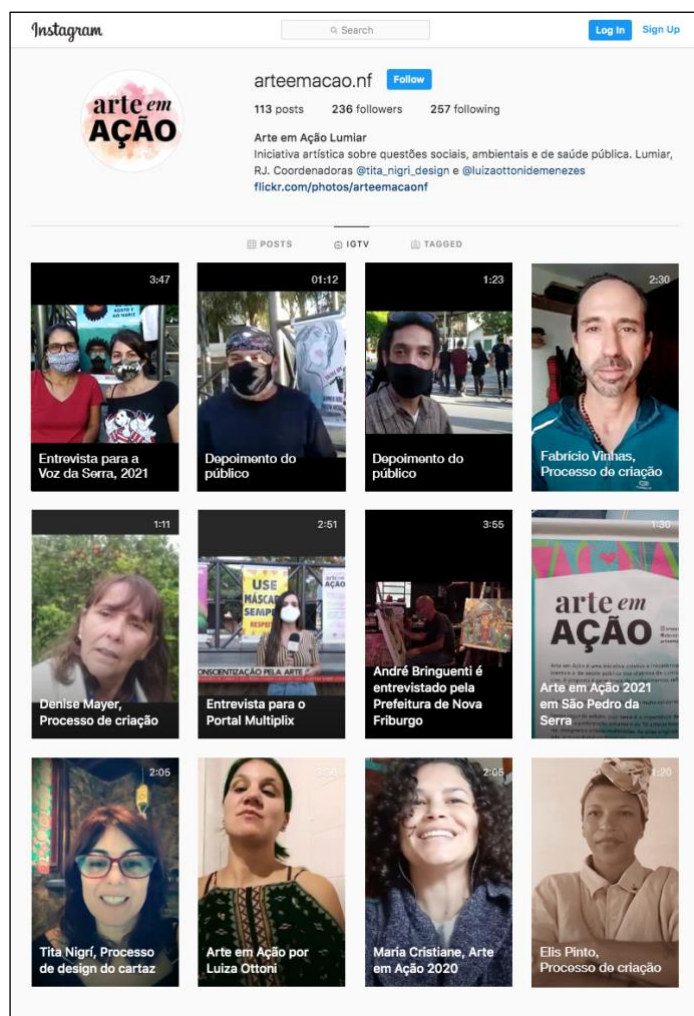 Instagram
Search
Log In Sign Up
arte em
AÇÃO
arteemacao.nf Follow
113 posts 236 followers 257 following
Arte em Ação Lumiar
Iniciativa artística sobre questões sociais, ambientais e de saúde pública. Lumiar,
RJ. Coordenadoras @tita_nigri_design e @luizaottonidemenezes
flickr.com/photos/arteemacaonf
POSTS IGTV TAGGED
3:47
Entrevista para a
Voz da Serra, 2021
01:12
Depoimento do
público
1:23
Depoimento do
público
2:30
Fabrício Vinhas,
Processo de criação
1:11
Denise Mayer,
Processo de criação
2:51
USE
MÁSCARA
SEMPRE
arte em
AÇÃO
CONSCIENTIZAÇÃO PELA ARTE
Entrevista para o
Portal Multiplix
3:55
André Bringuenti é
entrevistado pela
Prefeitura de Nova
Friburgo
1:30
arte em
AÇÃO
Arte em Ação 2021
em São Pedro da
Serra
2:05
Tita Nigrí, Processo
de design do cartaz
Arte em Ação por
Luiza Ottoni
2:05
Maria Cristiane, Arte
em Ação 2020
1:20
Elis Pinto,
Processo de criação